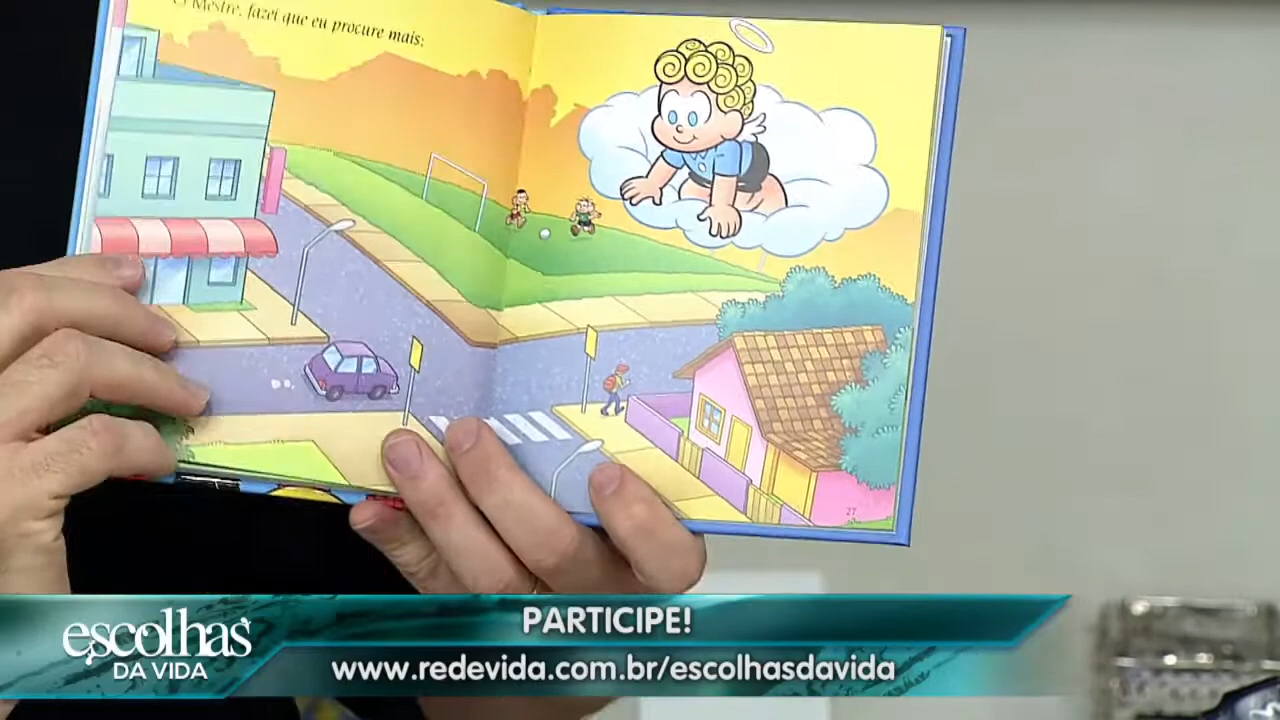 Ó Mestre, fazei que eu procure mais:
27
PARTICIPE!
escolhas
DA VIDA
www.redevida.com.br/escolhasdavida